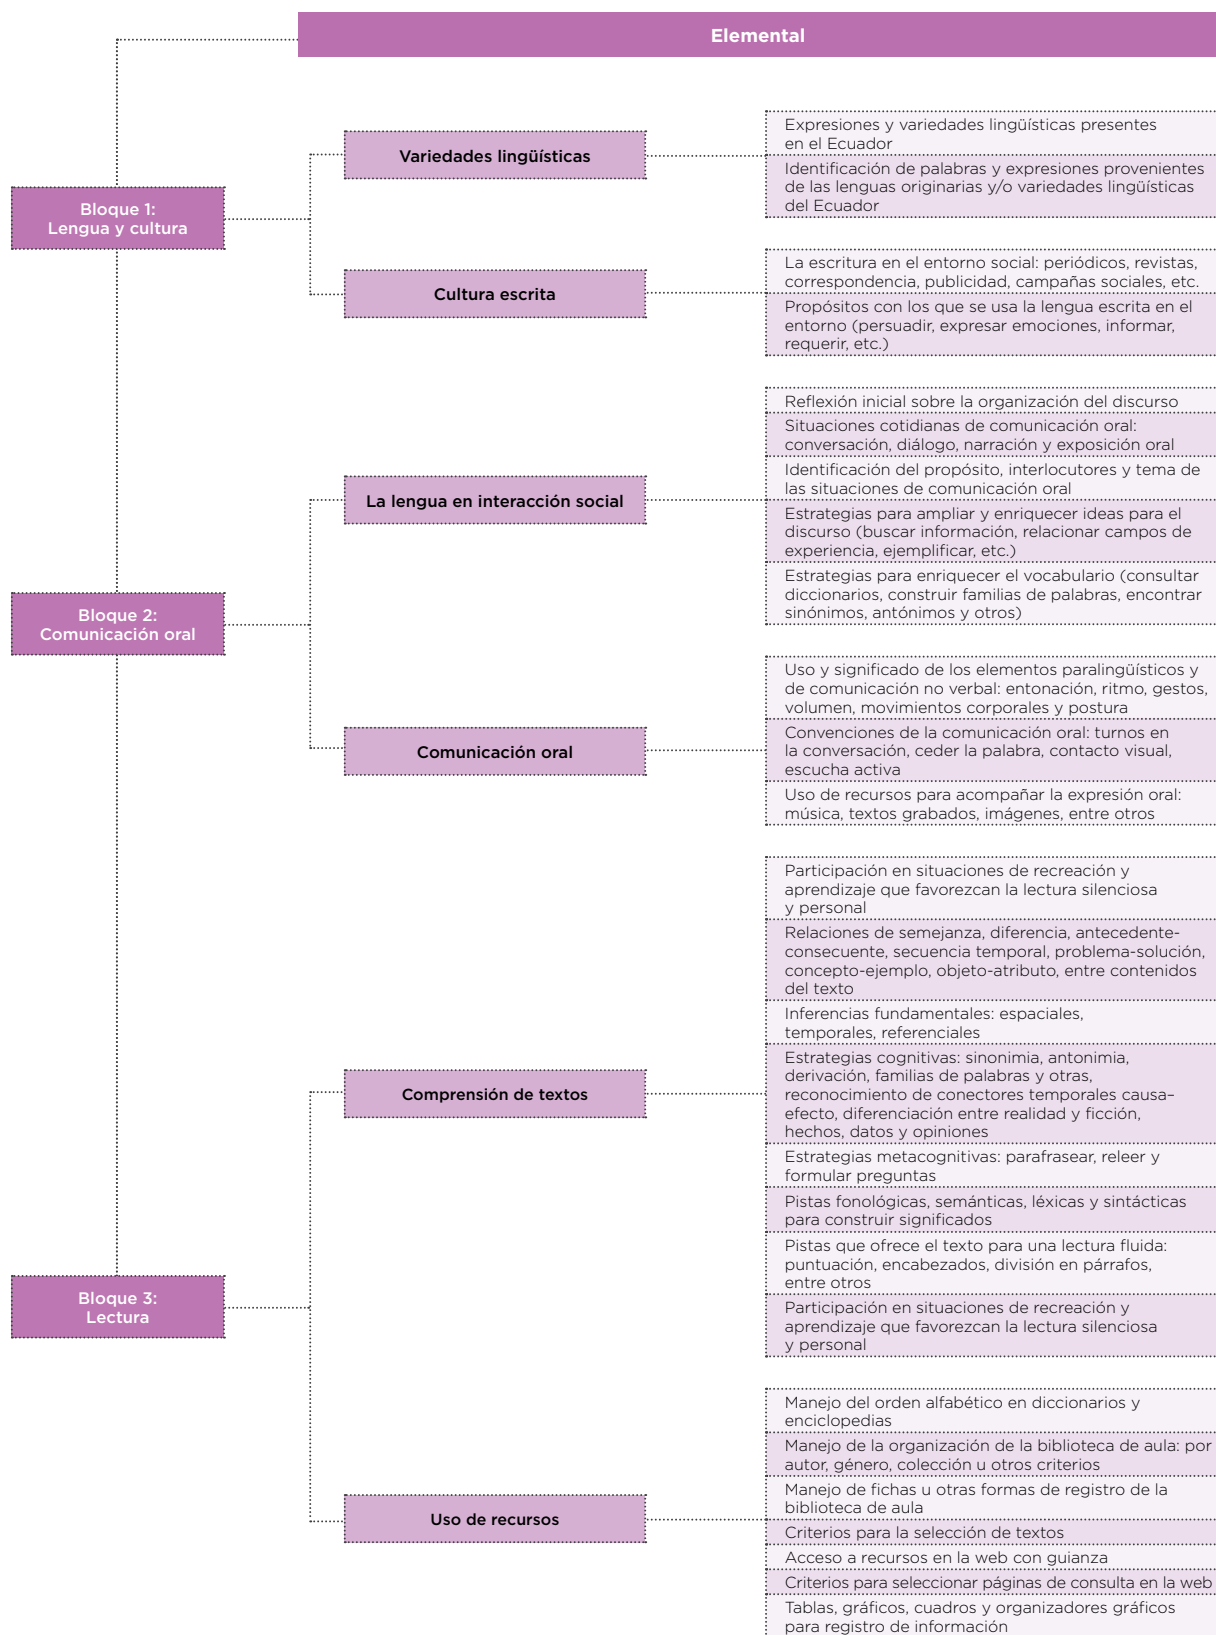 Elemental
Bloque 1:
Lengua y cultura
Variedades lingüísticas
Expresiones y variedades lingüísticas presentes
en el Ecuador
Identificación de palabras y expresiones provenientes
de las lenguas originarias y/o variedades lingüísticas
del Ecuador
Cultura escrita
La escritura en el entorno social: periódicos, revistas,
correspondencia, publicidad, campañas sociales, etc.
Propósitos con los que se usa la lengua escrita en el
entorno (persuadir, expresar emociones, informar,
requerir, etc.)
Bloque 2:
Comunicación oral
La lengua en interacción social
Reflexión inicial sobre la organización del discurso
Situaciones cotidianas de comunicación oral:
conversación, diálogo, narración y exposición oral
Identificación del propósito, interlocutores y tema de
las situaciones de comunicación oral
Estrategias para ampliar y enriquecer ideas para el
discurso (buscar información, relacionar campos de
experiencia, ejemplificar, etc.)
Estrategias para enriquecer el vocabulario (consultar
diccionarios, construir familias de palabras, encontrar
sinónimos, antónimos y otros)
Comunicación oral
Uso y significado de los elementos paralingüísticos y
de comunicación no verbal: entonación, ritmo, gestos,
volumen, movimientos corporales y postura
Convenciones de la comunicación oral: turnos en
la conversación, ceder la palabra, contacto visual,
escucha activa
Uso de recursos para acompañar la expresión oral:
música, textos grabados, imágenes, entre otros
Bloque 3:
Lectura
Comprensión de textos
Participación en situaciones de recreación y
aprendizaje que favorezcan la lectura silenciosa
y personal
Relaciones de semejanza, diferencia, antecedente-
consecuente, secuencia temporal, problema-solución,
concepto-ejemplo, objeto-atributo, entre contenidos
del texto
Inferencias fundamentales: espaciales,
temporales, referenciales
Estrategias cognitivas: sinonimia, antonimia,
derivación, familias de palabras y otras,
reconocimiento de conectores temporales causa–
efecto, diferenciación entre realidad y ficción,
hechos, datos y opiniones
Estrategias metacognitivas: parafrasear, releer y
formular preguntas
Pistas fonológicas, semánticas, léxicas y sintácticas
para construir significados
Pistas que ofrece el texto para una lectura fluida:
puntuación, encabezados, división en párrafos,
entre otros
Participación en situaciones de recreación y
aprendizaje que favorezcan la lectura silenciosa
y personal
Uso de recursos
Manejo del orden alfabético en diccionarios y
enciclopedias
Manejo de la organización de la biblioteca de aula: por
autor, género, colección u otros criterios
Manejo de fichas u otras formas de registro de la
biblioteca de aula
Criterios para la selección de textos
Acceso a recursos en la web con guianza
Criterios para seleccionar páginas de consulta en la web
Tablas, gráficos, cuadros y organizadores gráficos
para registro de información